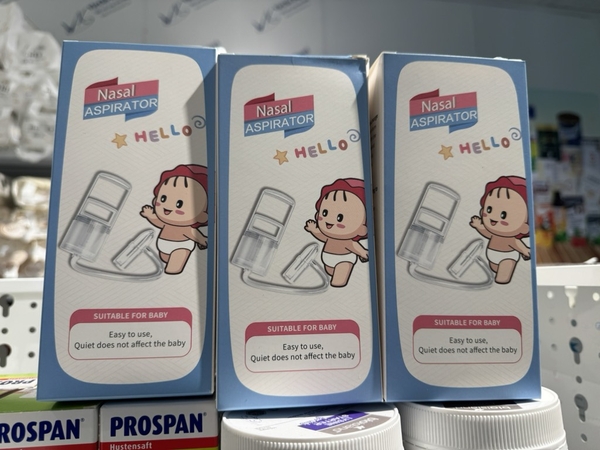 Nasal
ASPIRATOR
HELLO
SUITABLE FOR BABY
Easy to use,
Quiet does not affect the baby
Nasal
ASPIRATOR
HELLO
SUITABLE FOR BABY
Easy to use,
Quiet does not affect the baby
Nasal
ASPIRATOR
HELLO
SUITABLE FOR BABY
Easy to use,
Quiet does not affect the baby
ROSPAN®
PROSPAN®
Hustensaft